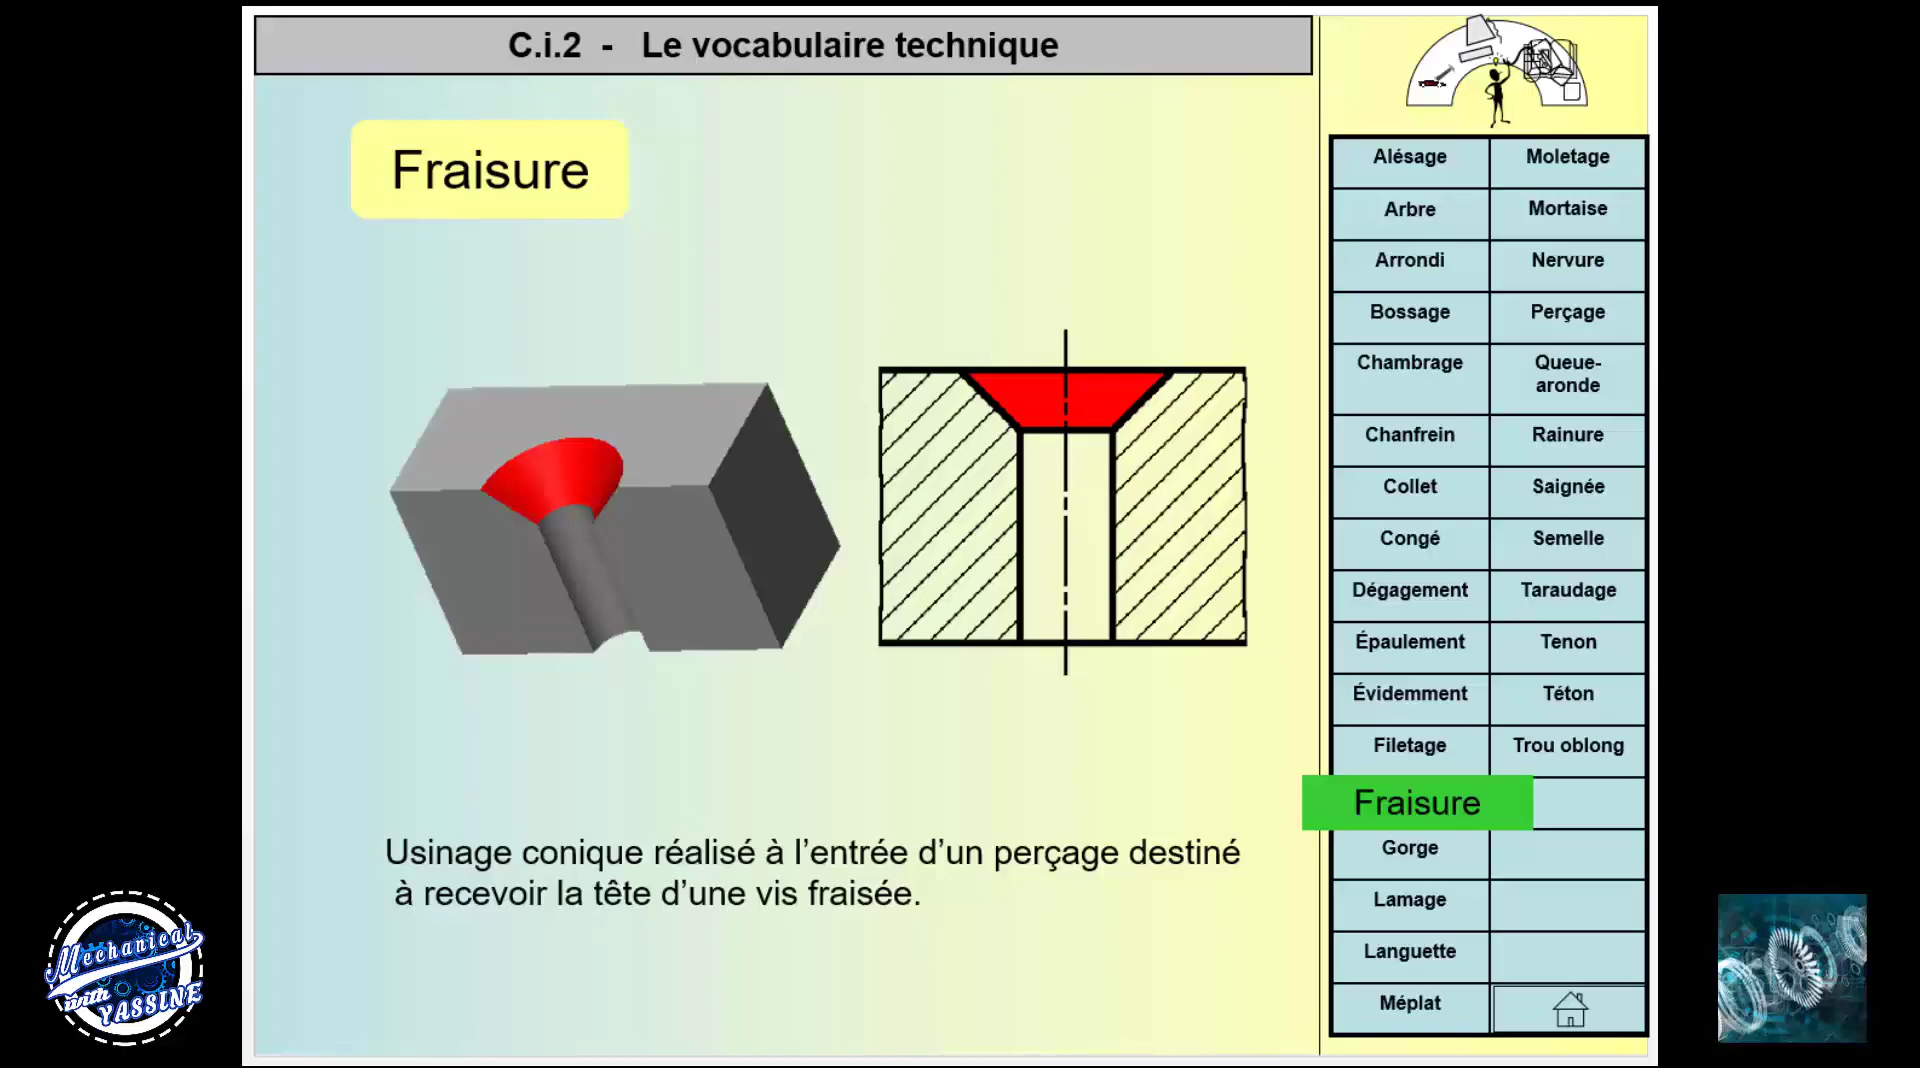 C.i.2 - Le vocabulaire technique
Fraisure
Usinage conique réalisé à l’entrée d’un perçage destiné
à recevoir la tête d’une vis fraisée.
Alésage Moletage
Arbre Mortaise
Arrondi Nervure
Bossage Perçage
Chambrage Queue-
aronde
Chanfrein Rainure
Collet Saignée
Congé Semelle
Dégagement Taraudage
Épaulement Tenon
Évidemment Téton
Filetage Trou oblong
Fraisure
Gorge
Lamage
Languette
Méplat
Mechanical
with
YASSINE